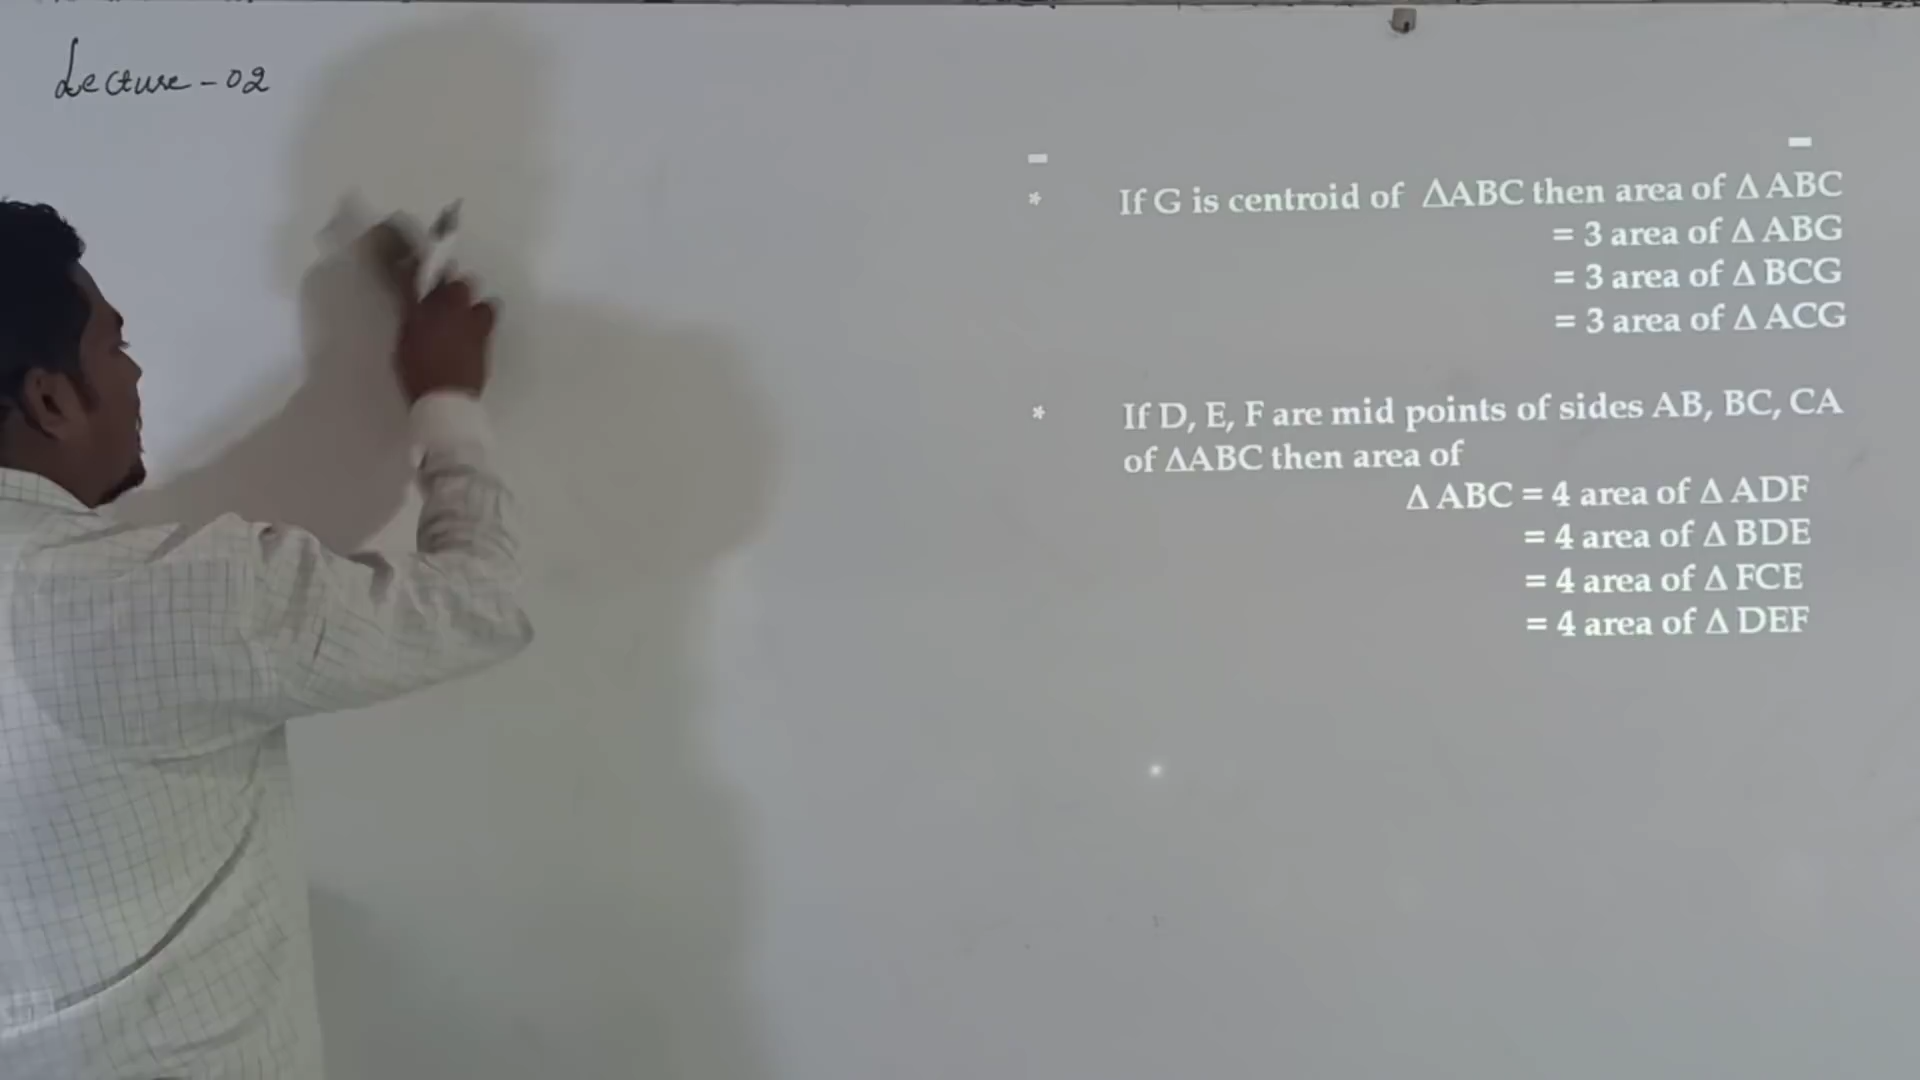 Lecture - 02
* If G is centroid of ΔABC then area of Δ ABC
= 3 area of Δ ABG
= 3 area of Δ BCG
= 3 area of Δ ACG
* If D, E, F are mid points of sides AB, BC, CA
of ΔABC then area of
Δ ABC = 4 area of Δ ADF
= 4 area of Δ BDE
= 4 area of Δ FCE
= 4 area of Δ DEF